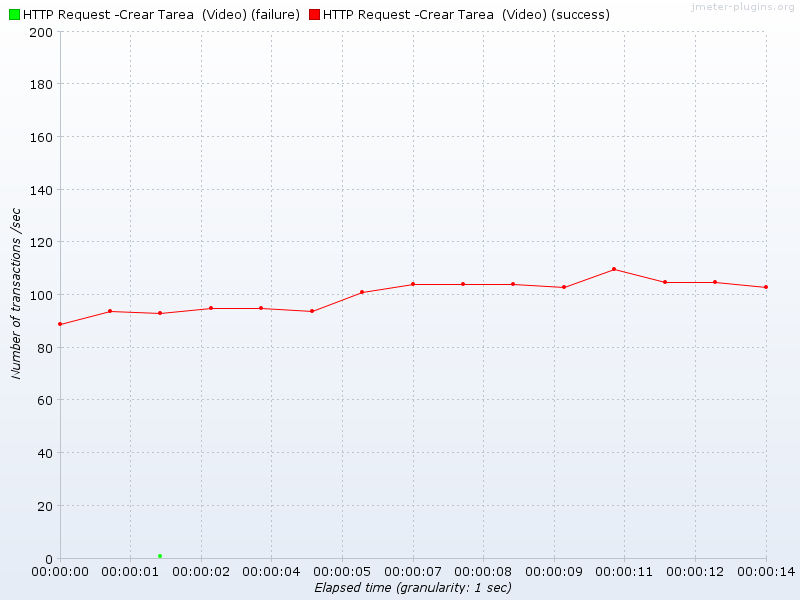 HTTP Request -Crear Tarea  (Video) (failure) HTTP Request -Crear Tarea  (Video) (success)
jmeter-plugins.org
200
180
160
140
120
100
80
60
40
20
0
Number of transactions /sec
00:00:00 00:00:01 00:00:02 00:00:04 00:00:05 00:00:07 00:00:08 00:00:09 00:00:11 00:00:12 00:00:14
Elapsed time (granularity: 1 sec)